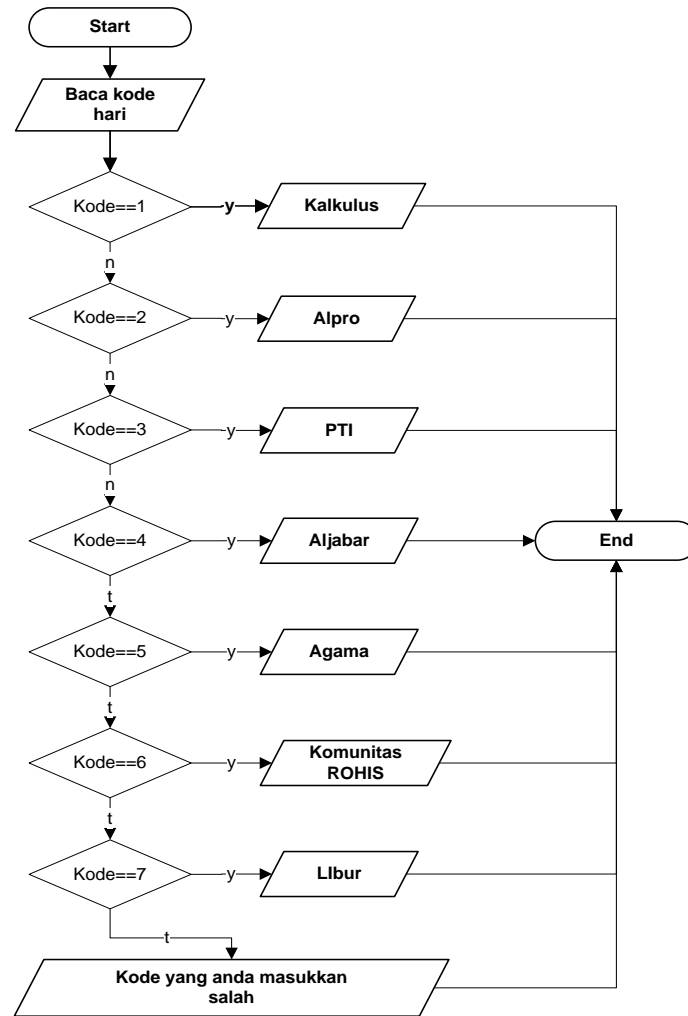 Start
Baca kode
hari
Kode==1
y
Kalkulus
n
Kode==2
y
Alpro
n
Kode==3
y
PTI
n
Kode==4
y
Aljabar
End
t
Kode==5
y
Agama
t
Kode==6
y
Komunitas
ROHIS
t
Kode==7
y
LIbur
t
Kode yang anda masukkan
salah